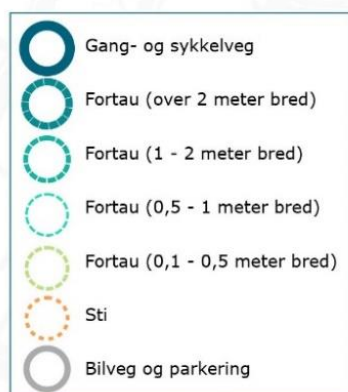 Gang- og sykkelveg
Fortau (over 2 meter bred)
Fortau (1 - 2 meter bred)
Fortau (0,5 - 1 meter bred)
Fortau (0,1 - 0,5 meter bred)
Sti
Bilveg og parkering